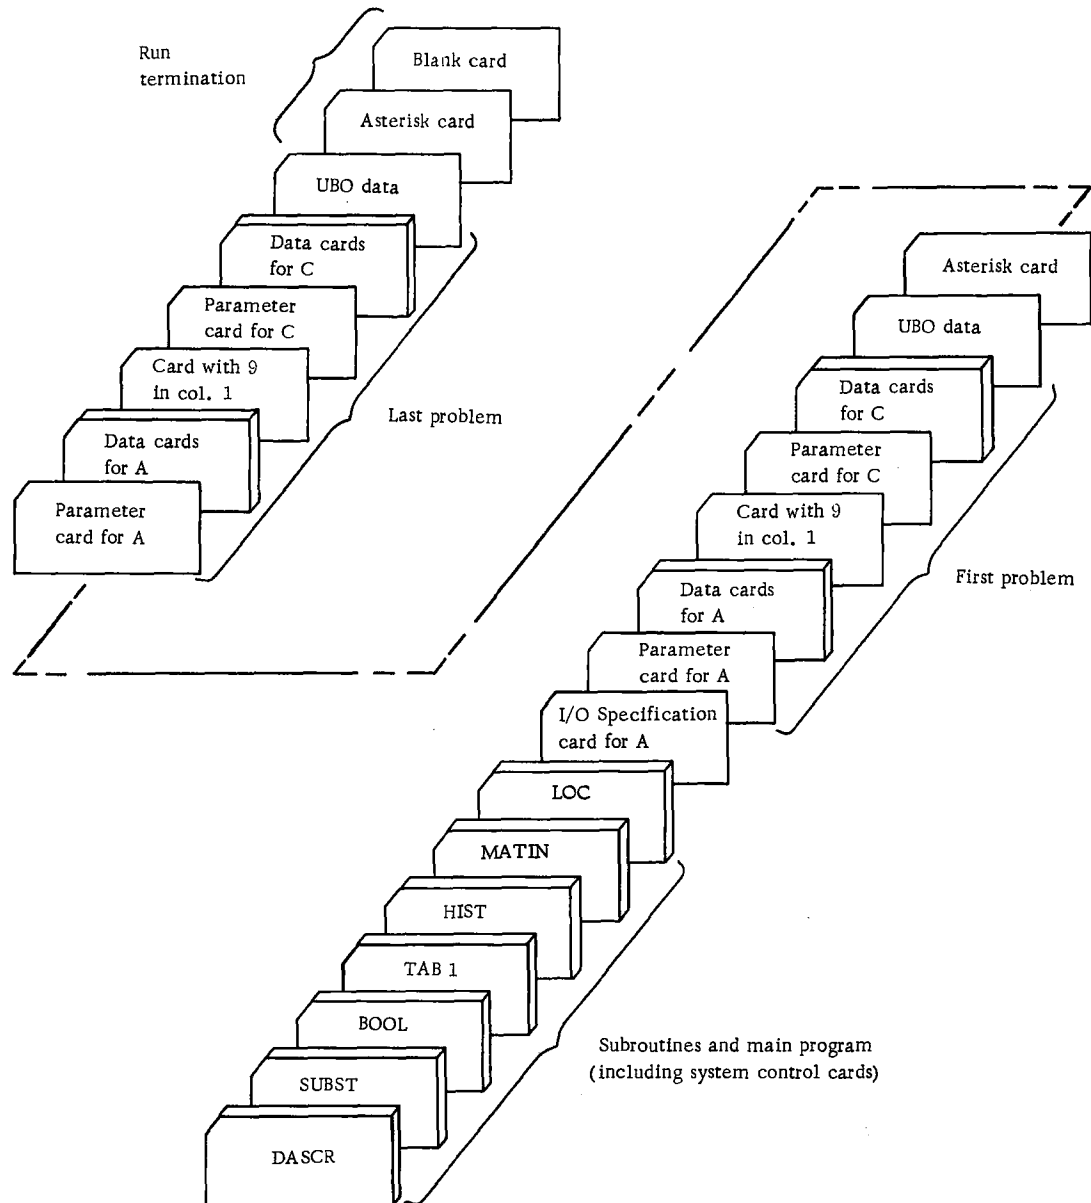 Run
termination
Blank card
Asterisk card
UBO data
Data cards
for C
Parameter
card for C
Card with 9
in col. 1
Data cards
for A
Parameter
card for A
Last problem
Asterisk card
UBO data
Data cards
for C
Parameter
card for C
Card with 9
in col. 1
Data cards
for A
Parameter
card for A
First problem
I/O Specification
card for A
LOC
MATIN
HIST
TAB 1
BOOL
SUBST
DASCR
Subroutines and main program
(including system control cards)